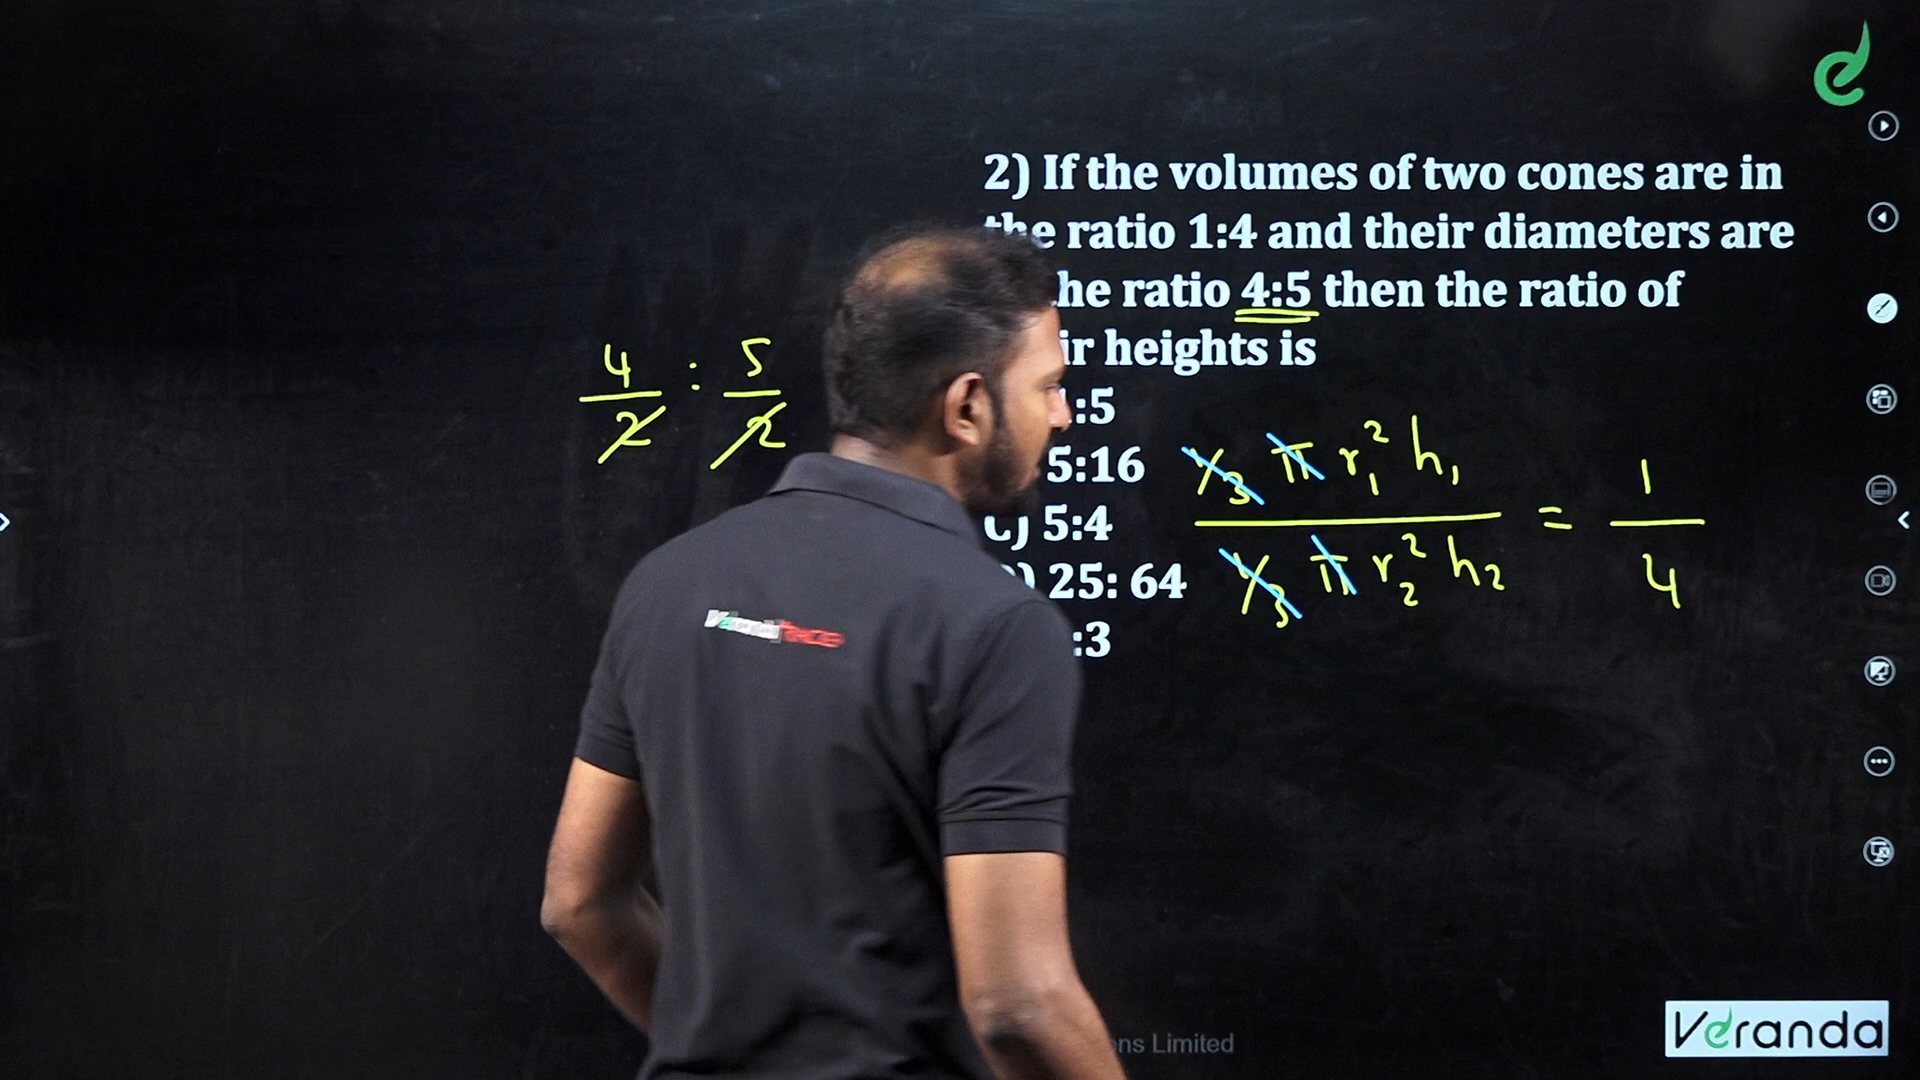 2) If the volumes of two cones are in
the ratio 1:4 and their diameters are
he ratio 4:5 then the ratio of
ir heights is
:5
5:16
C) 5:4
) 25: 64
:3
4/2 : 5/2
1/3 π r₁² h₁ / 1/3 π r₂² h₂ = 1/4
ons Limited
Veranda